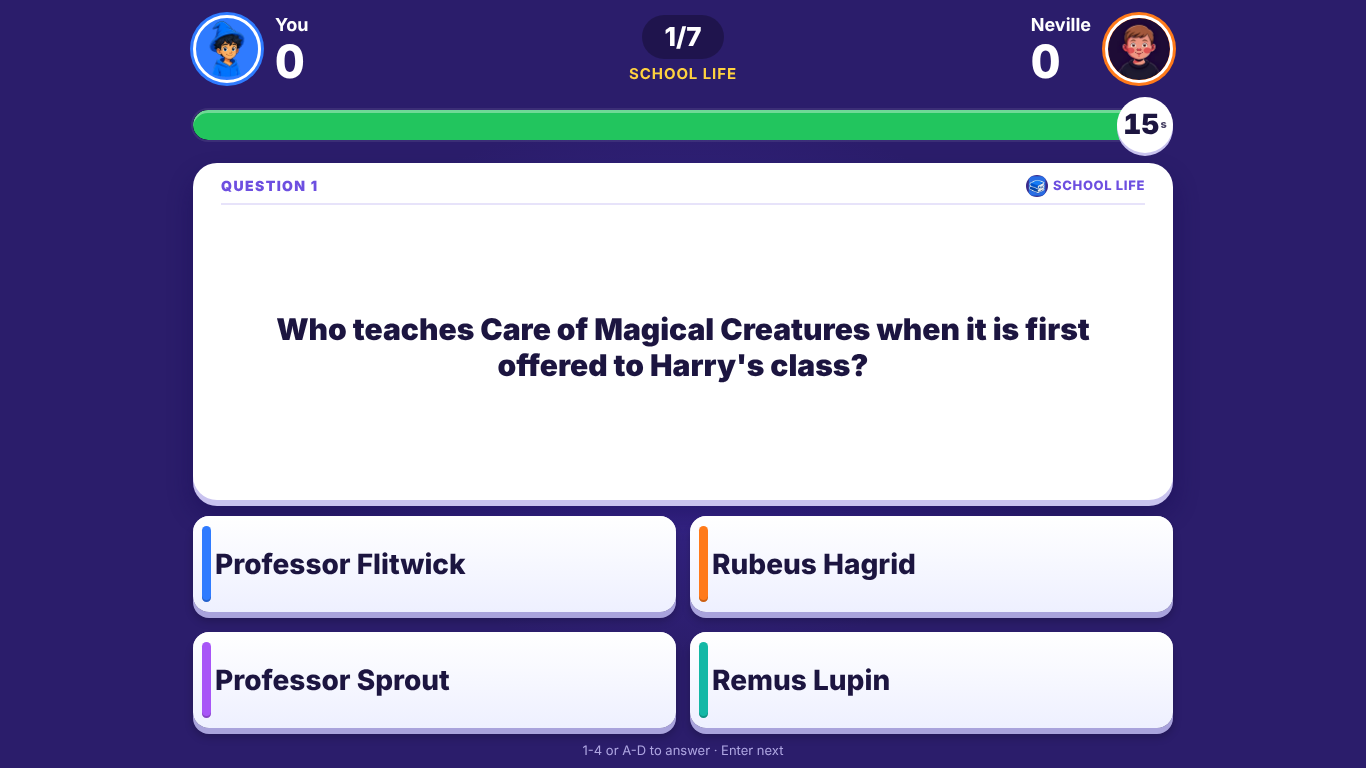 You
0
1/7
SCHOOL LIFE
Neville
0
15s
QUESTION 1
SCHOOL LIFE
Who teaches Care of Magical Creatures when it is first
offered to Harry's class?
Professor Flitwick
Rubeus Hagrid
Professor Sprout
Remus Lupin
1-4 or A-D to answer · Enter next